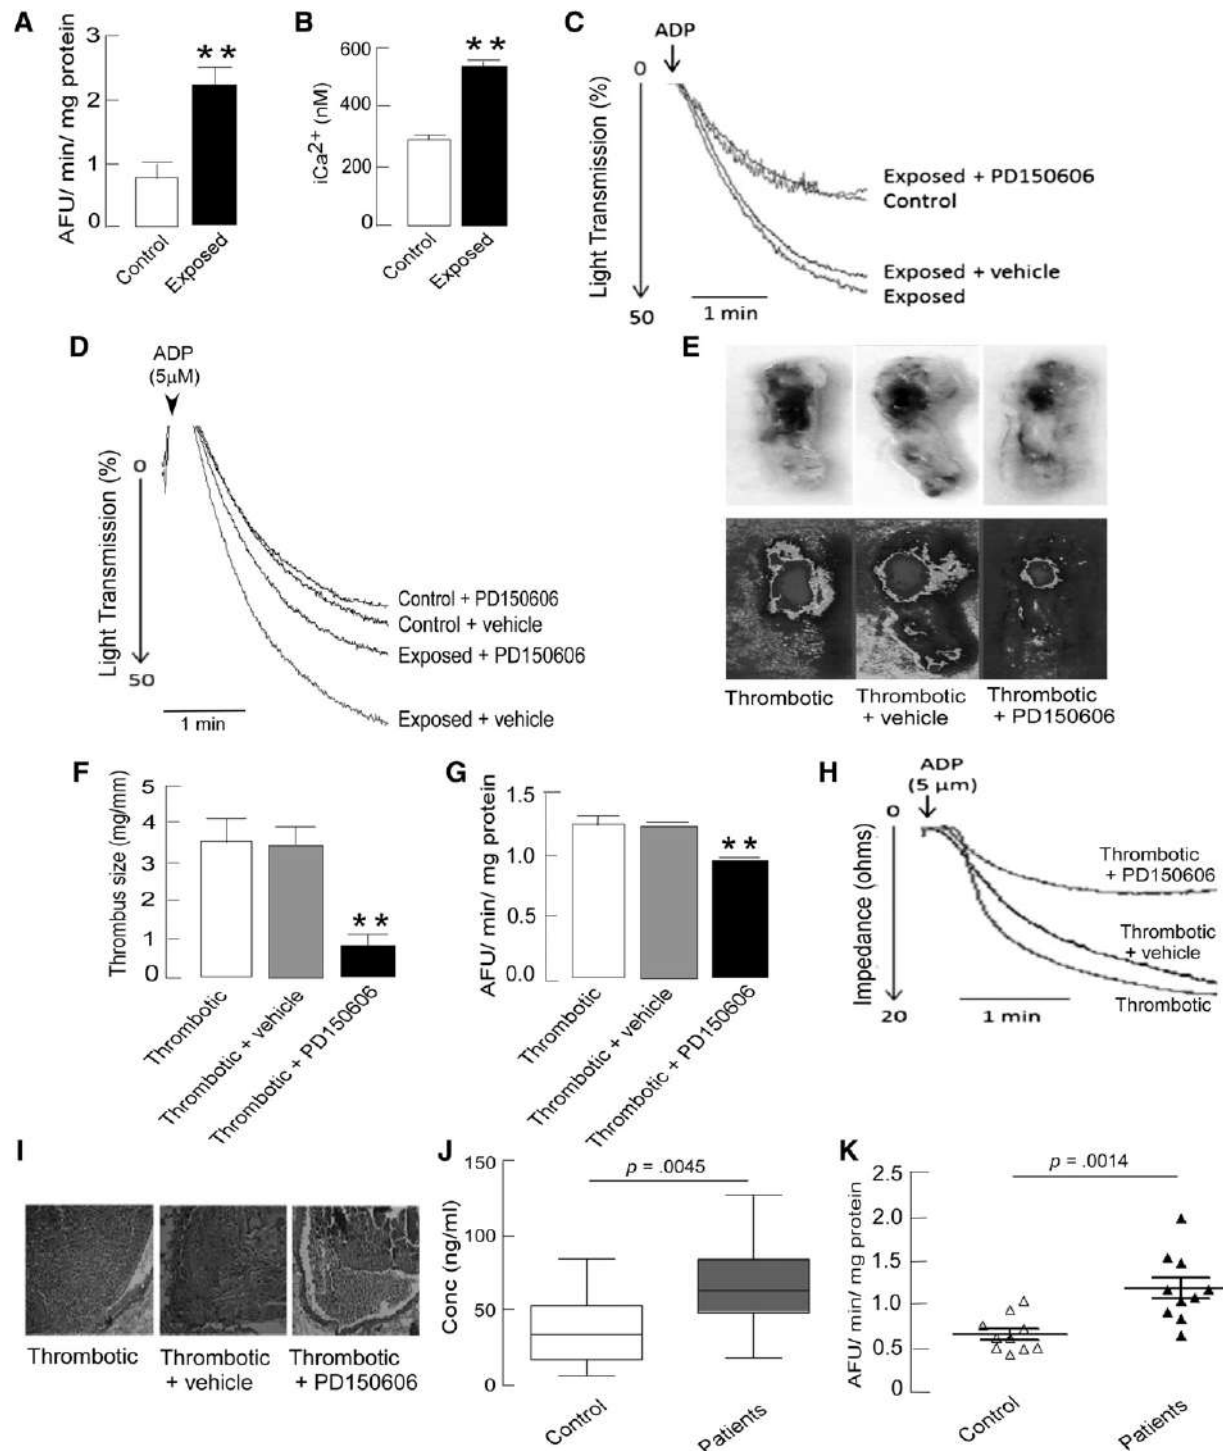 A
AFU/ min/ mg protein
3
2
1
0
**
Control
Exposed
B
iCa2+ (nM)
600
400
200
0
**
Control
Exposed
C
ADP
0
Light Transmission (%)
50
1 min
Exposed + PD150606
Control
Exposed + vehicle
Exposed
D
ADP
(5µM)
0
Light Transmission (%)
50
1 min
Control + PD150606
Control + vehicle
Exposed + PD150606
Exposed + vehicle
E
Thrombotic
Thrombotic
+ vehicle
Thrombotic
+ PD150606
F
Thrombus size (mg/mm)
5
4
3
2
1
0
**
Thrombotic
Thrombotic + vehicle
Thrombotic + PD150606
G
AFU/ min/ mg protein
1.5
1.0
0.5
0.0
**
Thrombotic
Thrombotic + vehicle
Thrombotic + PD150606
H
ADP
(5 µm)
0
Impedance (ohms)
20
1 min
Thrombotic
+ PD150606
Thrombotic
+ vehicle
Thrombotic
I
Thrombotic
Thrombotic
+ vehicle
Thrombotic
+ PD150606
J
Conc (ng/ml)
150
100
50
0
p = .0045
Control
Patients
K
AFU/ min/ mg protein
2.5
2.0
1.5
1.0
0.5
0
p = .0014
Control
Patients